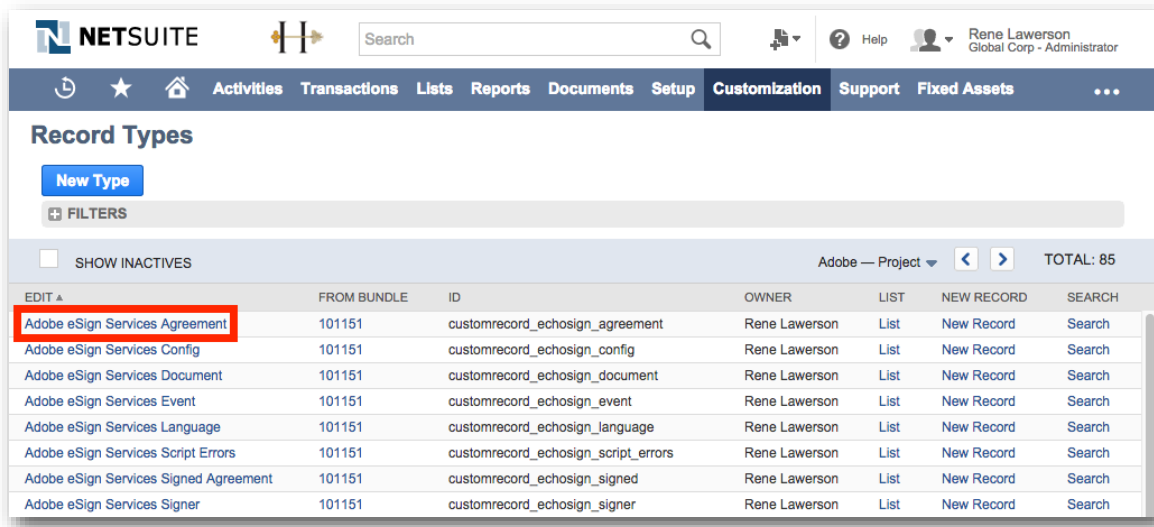 NETSUITE
Search
Help
Rene Lawerson
Global Corp - Administrator
Activities Transactions Lists Reports Documents Setup Customization Support Fixed Assets
Record Types
New Type
FILTERS
SHOW INACTIVES Adobe — Project TOTAL: 85
EDIT FROM BUNDLE ID OWNER LIST NEW RECORD SEARCH
Adobe eSign Services Agreement 101151 customrecord_echosign_agreement Rene Lawerson List New Record Search
Adobe eSign Services Config 101151 customrecord_echosign_config Rene Lawerson List New Record Search
Adobe eSign Services Document 101151 customrecord_echosign_document Rene Lawerson List New Record Search
Adobe eSign Services Event 101151 customrecord_echosign_event Rene Lawerson List New Record Search
Adobe eSign Services Language 101151 customrecord_echosign_language Rene Lawerson List New Record Search
Adobe eSign Services Script Errors 101151 customrecord_echosign_script_errors Rene Lawerson List New Record Search
Adobe eSign Services Signed Agreement 101151 customrecord_echosign_signed Rene Lawerson List New Record Search
Adobe eSign Services Signer 101151 customrecord_echosign_signer Rene Lawerson List New Record Search